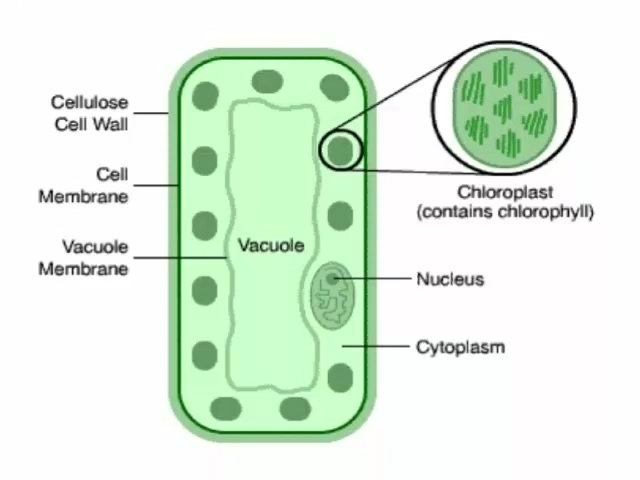 Cellulose
Cell Wall
Cell
Membrane
Vacuole
Membrane
Vacuole
Chloroplast
(contains chlorophyll)
Nucleus
Cytoplasm